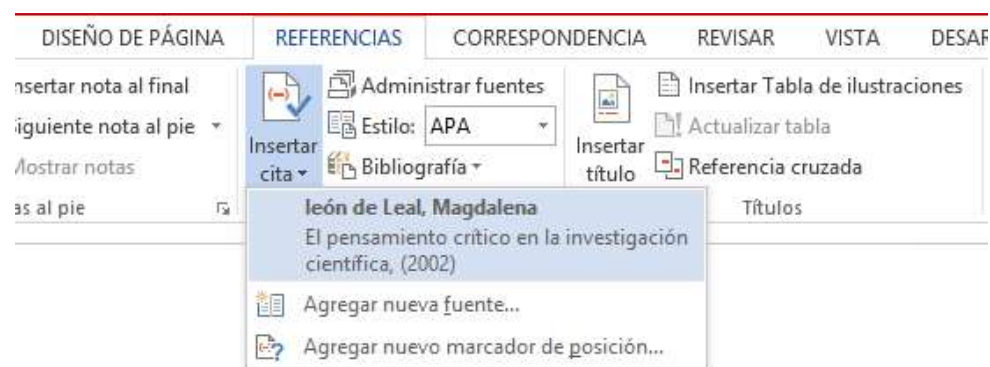 DISEÑO DE PÁGINA REFERENCIAS CORRESPONDENCIA REVISAR VISTA DESAR
nsertar nota al final
iguiente nota al pie
Mostrar notas
as al pie
Insertar
cita
Administrar fuentes
Estilo: APA
Bibliografía
Insertar
título
Insertar Tabla de ilustraciones
Actualizar tabla
Referencia cruzada
Títulos
león de Leal, Magdalena
El pensamiento crítico en la investigación
científica, (2002)
Agregar nueva fuente...
Agregar nuevo marcador de posición...